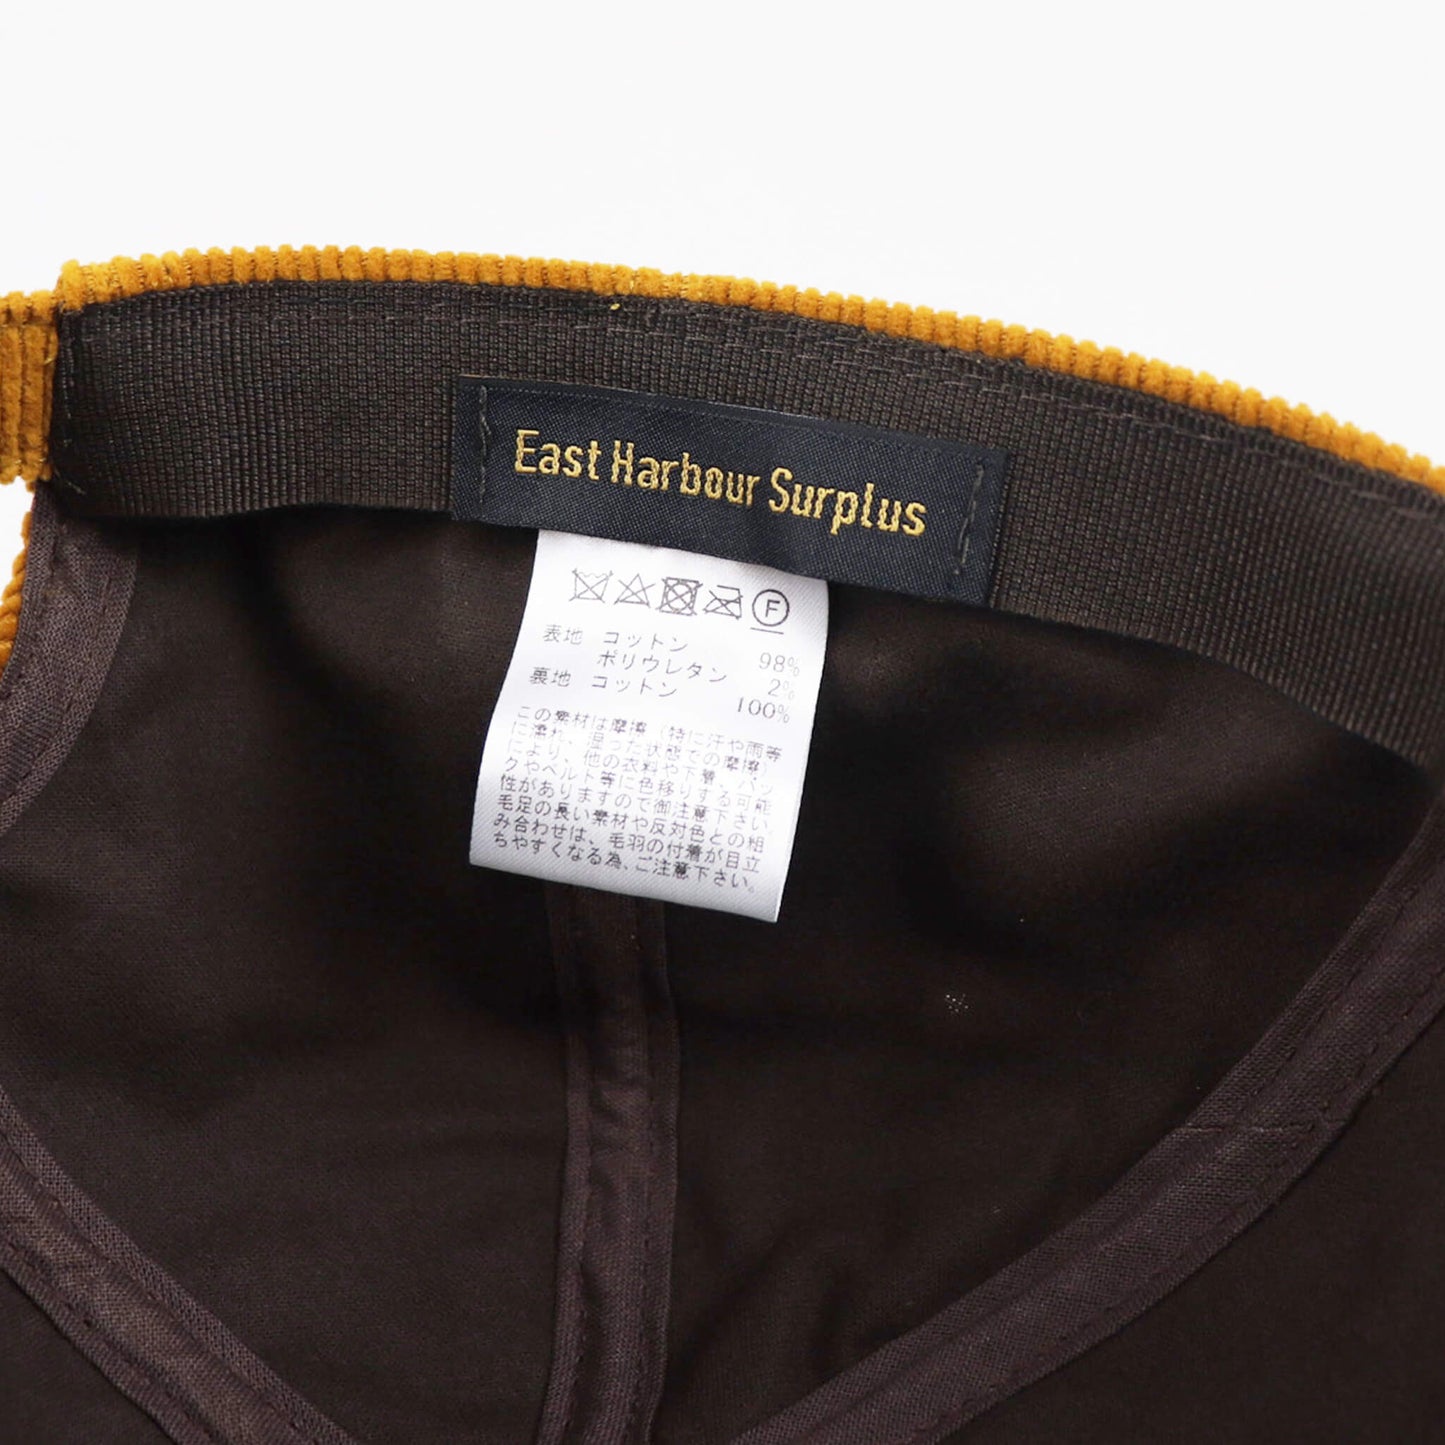 East Harbour Surplus
F
表地 コットン 98%
ポリウレタン 2%
裏地 コットン 100%
この素材は摩擦(特に汗や雨等
に濡れ、湿った状態での摩擦)
により、他の衣料や下着、バッ
クやベルト等に色移りする可能
性がありますので御注意下さい。
毛足の長い素材や反対色との組
み合わせは、毛羽の付着が目立
ちやすくなる為、ご注意下さい。